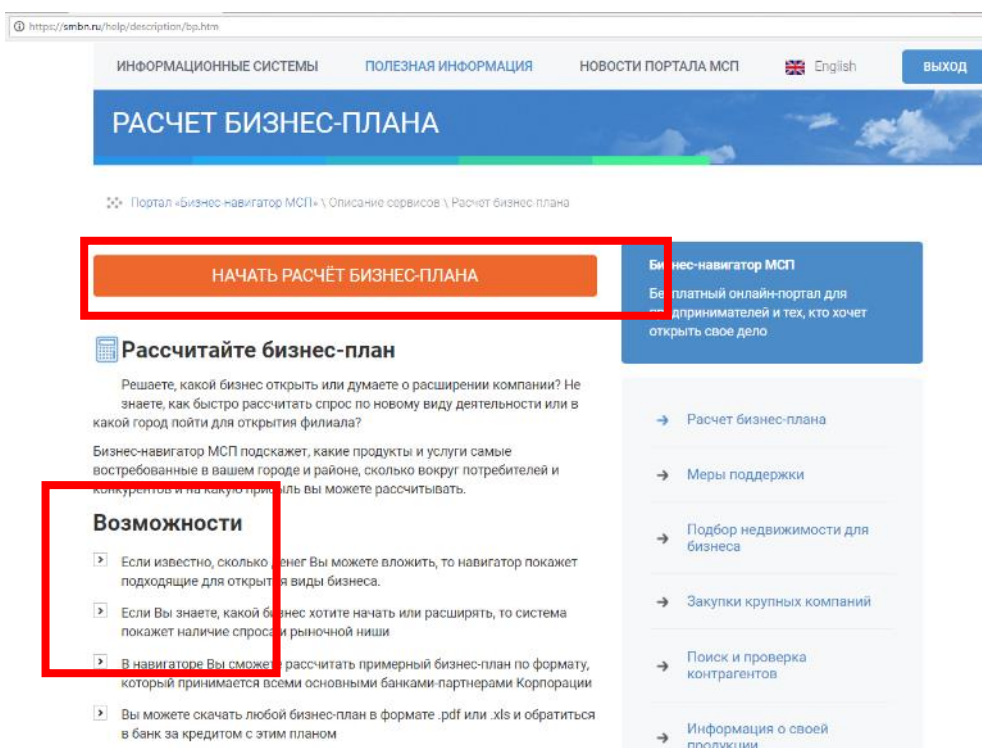 https://smbn.ru/help/description/bp.htm
ИНФОРМАЦИОННЫЕ СИСТЕМЫ ПОЛЕЗНАЯ ИНФОРМАЦИЯ НОВОСТИ ПОРТАЛА МСП English ВЫХОД
РАСЧЕТ БИЗНЕС-ПЛАНА
Портал «Бизнес-навигатор МСП» \ Описание сервисов \ Расчет бизнес-плана
НАЧАТЬ РАСЧЁТ БИЗНЕС-ПЛАНА
Рассчитайте бизнес-план
Решаете, какой бизнес открыть или думаете о расширении компании? Не
знаете, как быстро рассчитать спрос по новому виду деятельности или в
какой город пойти для открытия филиала?
Бизнес-навигатор МСП подскажет, какие продукты и услуги самые
востребованные в вашем городе и районе, сколько вокруг потребителей и
конкурентов и на какую прибыль вы можете рассчитывать.
Возможности
Если известно, сколько денег Вы можете вложить, то навигатор покажет
подходящие для открытия виды бизнеса.
Если Вы знаете, какой бизнес хотите начать или расширять, то система
покажет наличие спроса и рыночной ниши
В навигаторе Вы сможете рассчитать примерный бизнес-план по формату,
который принимается всеми основными банками-партнерами Корпорации
Вы можете скачать любой бизнес-план в формате .pdf или .xls и обратиться
в банк за кредитом с этим планом
Бизнес-навигатор МСП
Бесплатный онлайн-портал для
предпринимателей и тех, кто хочет
открыть свое дело
Расчет бизнес-плана
Меры поддержки
Подбор недвижимости для
бизнеса
Закупки крупных компаний
Поиск и проверка
контрагентов
Информация о своей
продукции